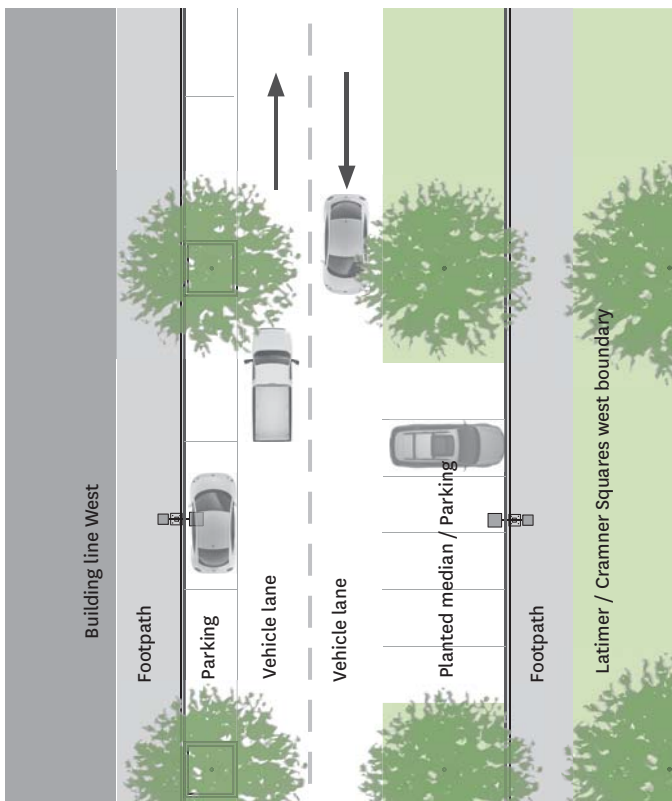 Building line West
Footpath
Parking
Vehicle lane
Vehicle lane
Planted median / Parking
Footpath
Latimer / Cramner Squares west boundary